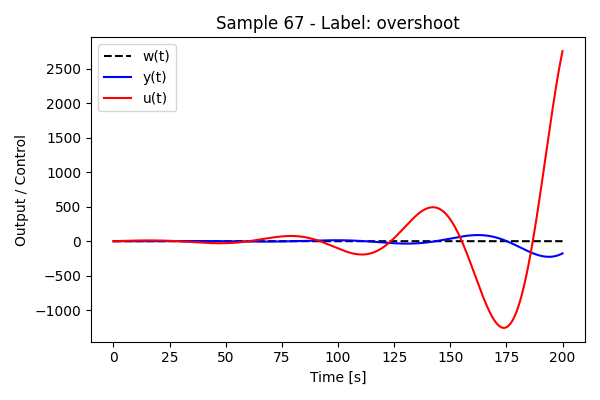 Sample 67 - Label: overshoot
w(t)
y(t)
u(t)
2500
2000
1500
1000
500
0
−500
−1000
Output / Control
0 25 50 75 100 125 150 175 200
Time [s]